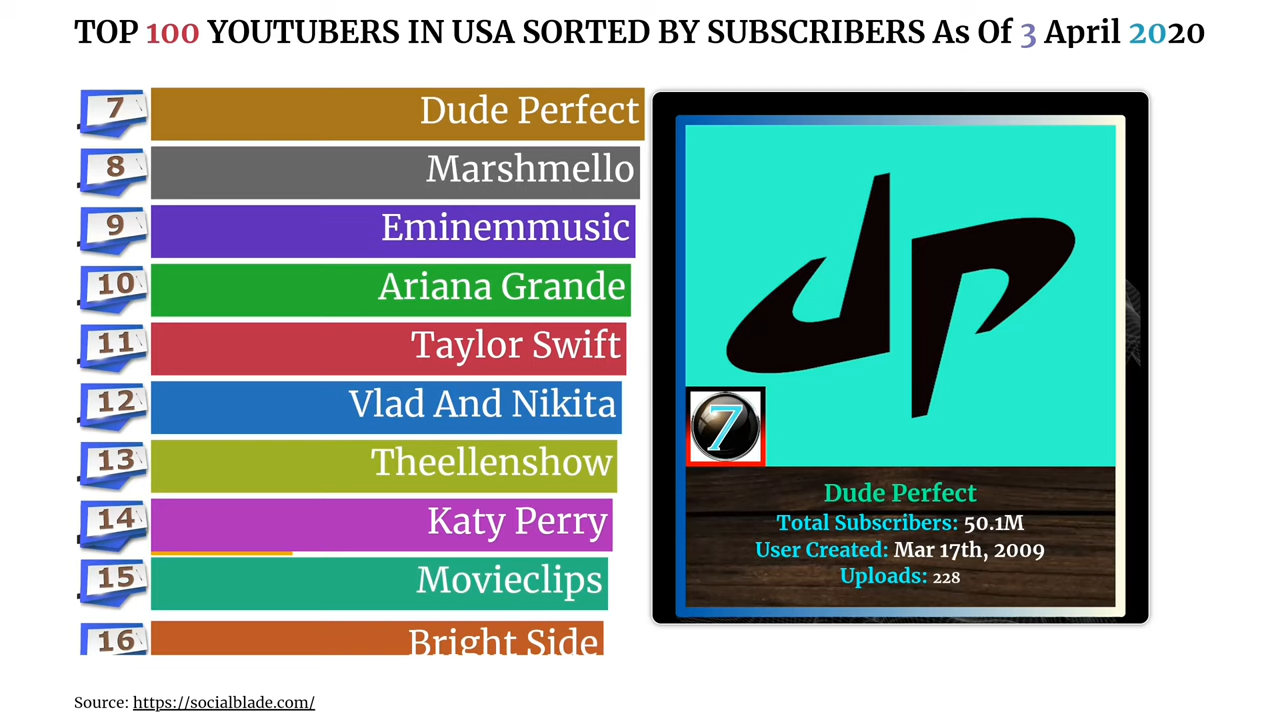 TOP 100 YOUTUBERS IN USA SORTED BY SUBSCRIBERS As Of 3 April 2020
7 Dude Perfect
8 Marshmello
9 Eminemmusic
10 Ariana Grande
11 Taylor Swift
12 Vlad And Nikita
13 Theellenshow
14 Katy Perry
15 Movieclips
16 Bright Side
dp
7
Dude Perfect
Total Subscribers: 50.1M
User Created: Mar 17th, 2009
Uploads: 228
Source: https://socialblade.com/